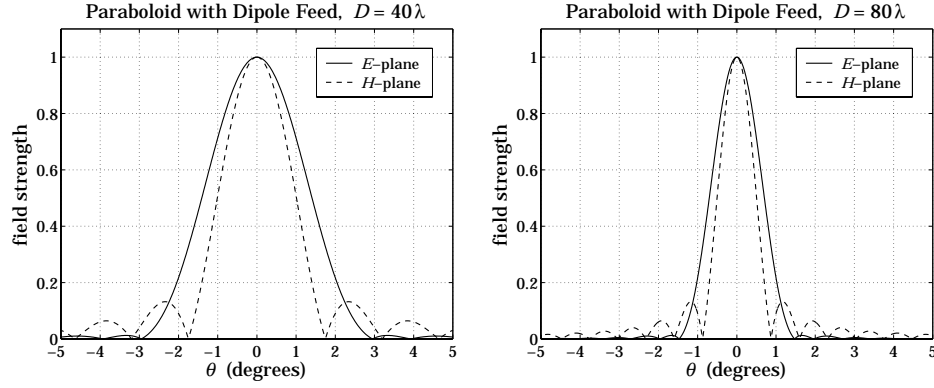 Paraboloid with Dipole Feed, D = 40λ
field strength
1
0.8
0.6
0.4
0.2
0
−5 −4 −3 −2 −1 0 1 2 3 4 5
θ (degrees)
E–plane
H–plane
Paraboloid with Dipole Feed, D = 80λ
field strength
1
0.8
0.6
0.4
0.2
0
−5 −4 −3 −2 −1 0 1 2 3 4 5
θ (degrees)
E–plane
H–plane